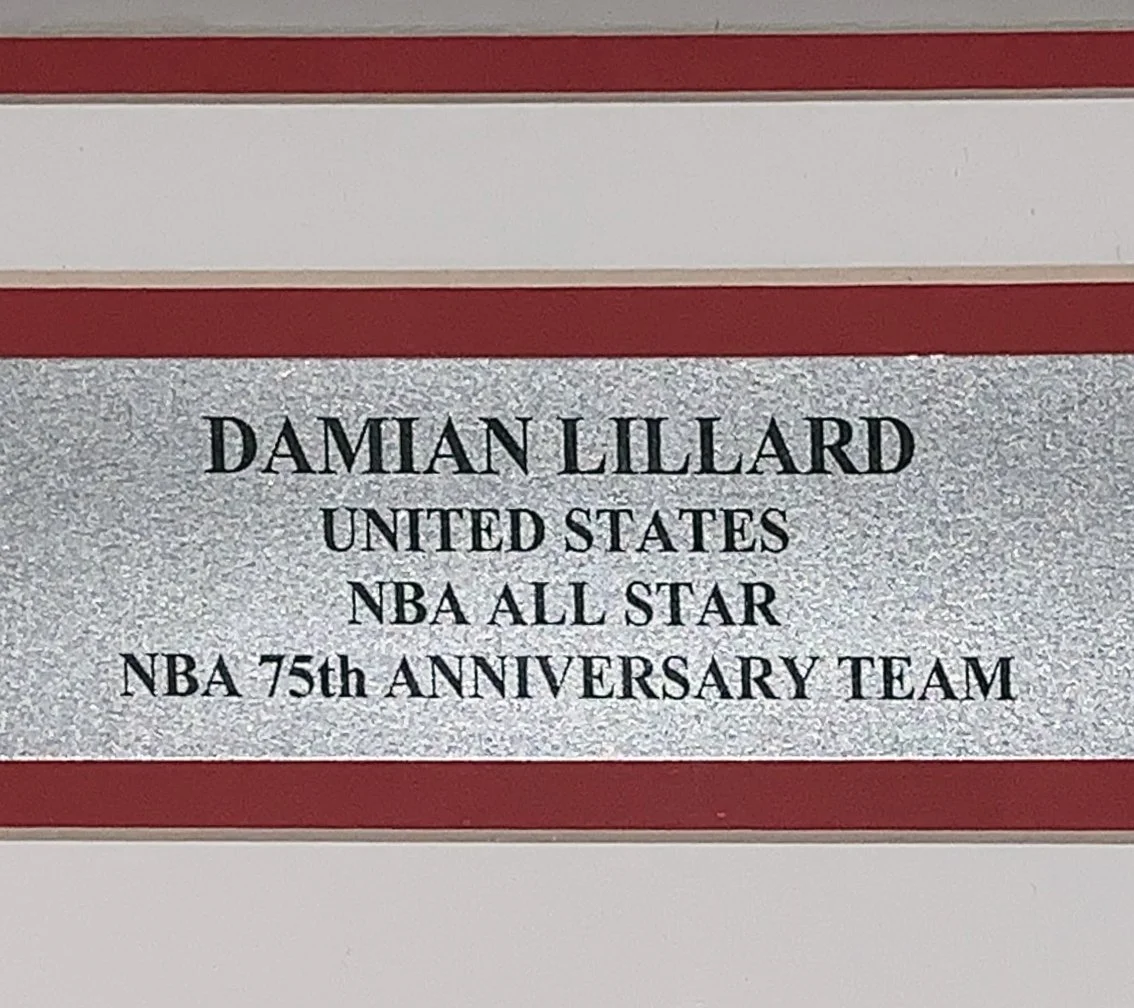 DAMIAN LILLARD
UNITED STATES
NBA ALL STAR
NBA 75th ANNIVERSARY TEAM